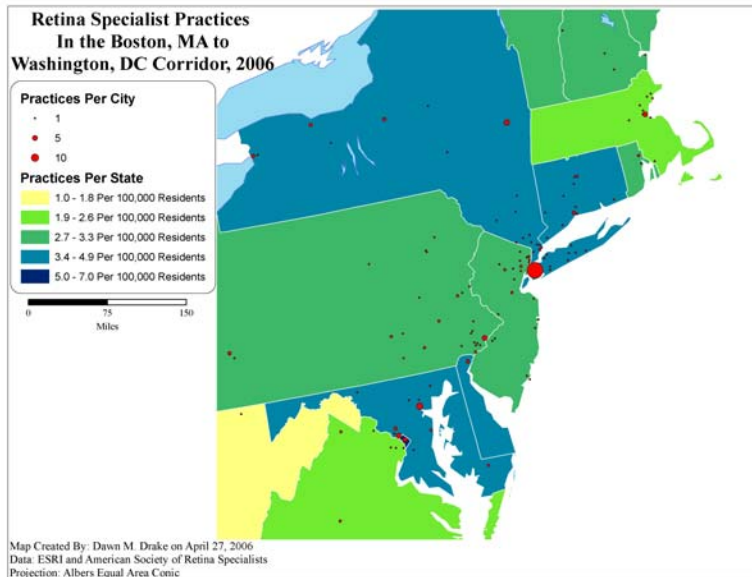 Retina Specialist Practices
In the Boston, MA to
Washington, DC Corridor, 2006
Practices Per City
1
5
10
Practices Per State
1.0 - 1.8 Per 100,000 Residents
1.9 - 2.6 Per 100,000 Residents
2.7 - 3.3 Per 100,000 Residents
3.4 - 4.9 Per 100,000 Residents
5.0 - 7.0 Per 100,000 Residents
0 75 150
Miles
Map Created By: Dawn M. Drake on April 27, 2006
Data: ESRI and American Society of Retina Specialists
Projection: Albers Equal Area Conic